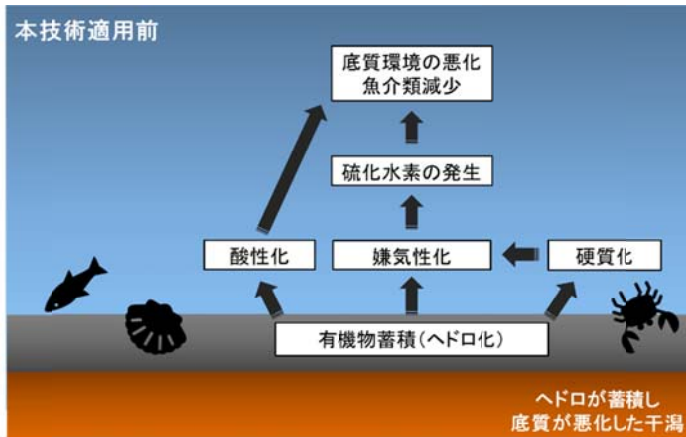 本技術適用前
底質環境の悪化
魚介類減少
硫化水素の発生
酸性化
嫌気性化
硬質化
有機物蓄積(ヘドロ化)
ヘドロが蓄積し
底質が悪化した干潟